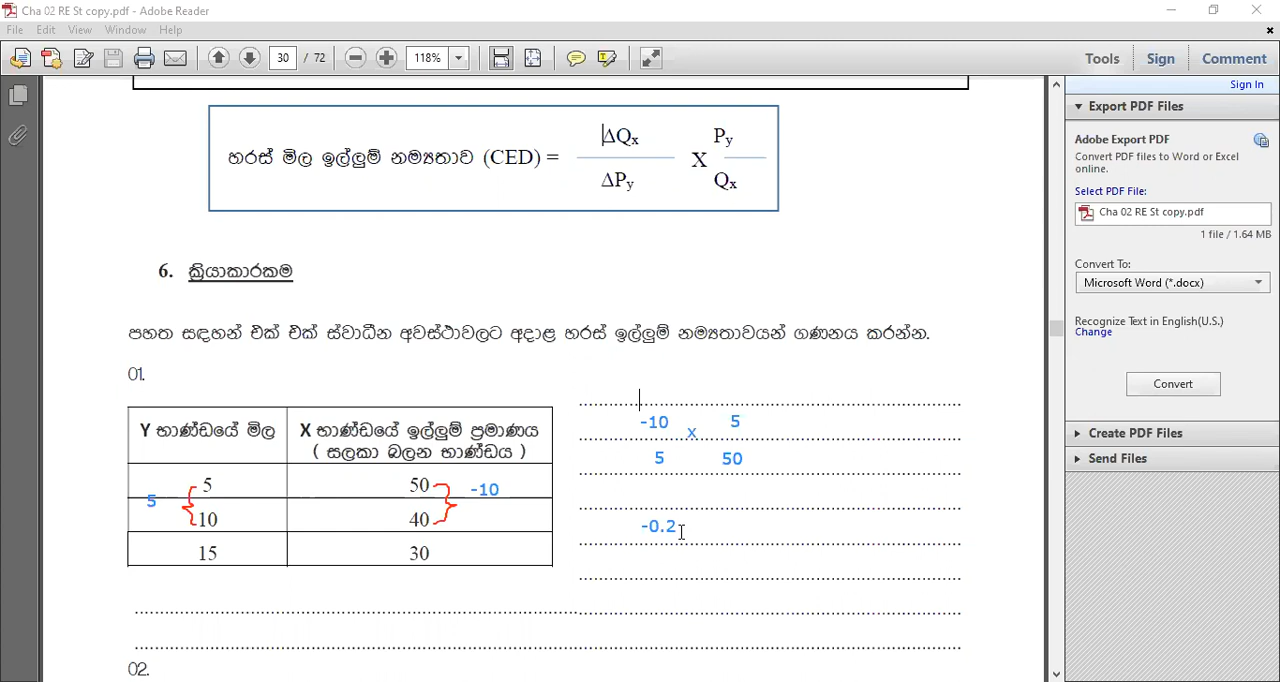 Cha 02 RE St copy.pdf - Adobe Reader
File Edit View Window Help
30 / 72 118% Tools Sign Comment
Sign In
Export PDF Files
Adobe Export PDF
Convert PDF files to Word or Excel online.
Select PDF File:
Cha 02 RE St copy.pdf
1 file / 1.64 MB
Convert To:
Microsoft Word (*.docx)
Recognize Text in English(U.S.)
Change
Convert
Create PDF Files
Send Files
හරස් මිල ඉල්ලුම් නම්‍යතාව (CED) = ΔQx X Py
ΔPy Qx
6. ක්‍රියාකාරකම
පහත සඳහන් එක් එක් ස්වාධීන අවස්ථාවලට අදාළ හරස් ඉල්ලුම් නම්‍යතාවයන් ගණනය කරන්න.
01.
Y භාණ්ඩයේ මිල X භාණ්ඩයේ ඉල්ලුම් ප්‍රමාණය
( සලකා බලන භාණ්ඩය )
5 50
5 -10
10 40
15 30
-10 x 5
5 50
-0.2
02.